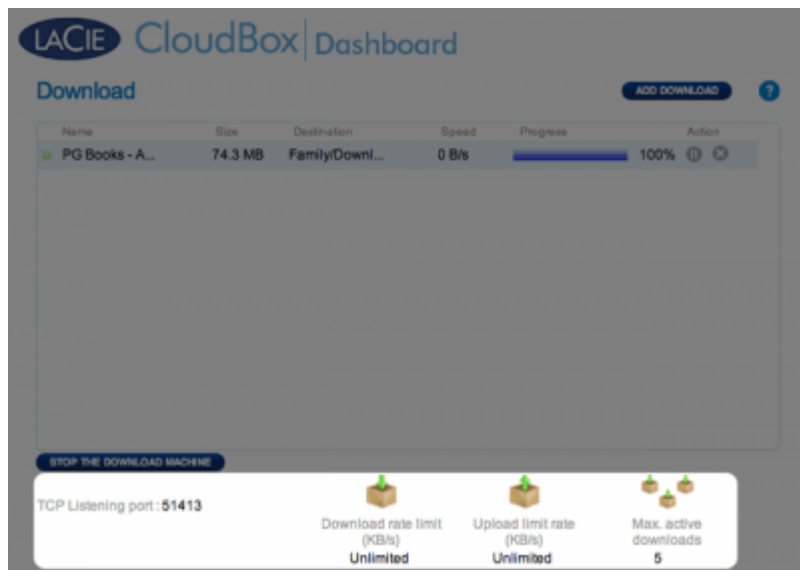 LACIE CloudBox Dashboard
Download
ADD DOWNLOAD ?
Name Size Destination Speed Progress Action
PG Books - A... 74.3 MB Family/Downl... 0 B/s 100%
STOP THE DOWNLOAD MACHINE
TCP Listening port : 51413
Download rate limit (KB/s) Unlimited
Upload limit rate (KB/s) Unlimited
Max. active downloads 5